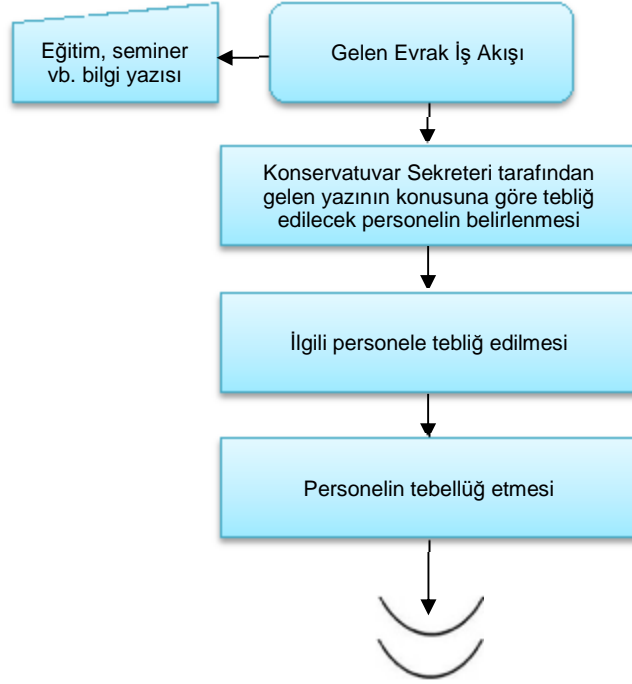 Eğitim, seminer
vb. bilgi yazısı
Gelen Evrak İş Akışı
Konservatuvar Sekreteri tarafından
gelen yazının konusuna göre tebliğ
edilecek personelin belirlenmesi
İlgili personele tebliğ edilmesi
Personelin tebellüğ etmesi